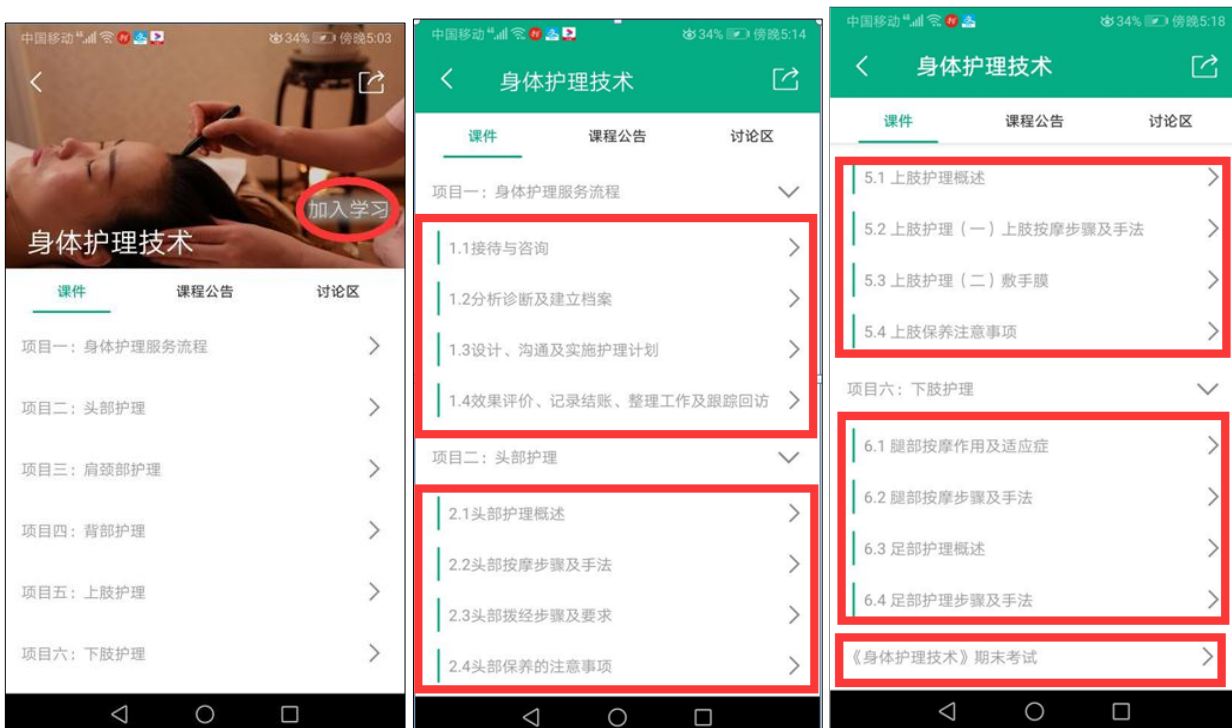 中国移动 34% 傍晚5:03
加入学习
身体护理技术
课件 课程公告 讨论区
项目一：身体护理服务流程
项目二：头部护理
项目三：肩颈部护理
项目四：背部护理
项目五：上肢护理
项目六：下肢护理
中国移动 34% 傍晚5:14
身体护理技术
课件 课程公告 讨论区
项目一：身体护理服务流程
1.1接待与咨询
1.2分析诊断及建立档案
1.3设计、沟通及实施护理计划
1.4效果评价、记录结账、整理工作及跟踪回访
项目二：头部护理
2.1头部护理概述
2.2头部按摩步骤及手法
2.3头部拨经步骤及要求
2.4头部保养的注意事项
中国移动 34% 傍晚5:18
身体护理技术
课件 课程公告 讨论区
5.1 上肢护理概述
5.2 上肢护理（一）上肢按摩步骤及手法
5.3 上肢护理（二）敷手膜
5.4 上肢保养注意事项
项目六：下肢护理
6.1 腿部按摩作用及适应症
6.2 腿部按摩步骤及手法
6.3 足部护理概述
6.4 足部护理步骤及手法
《身体护理技术》期末考试